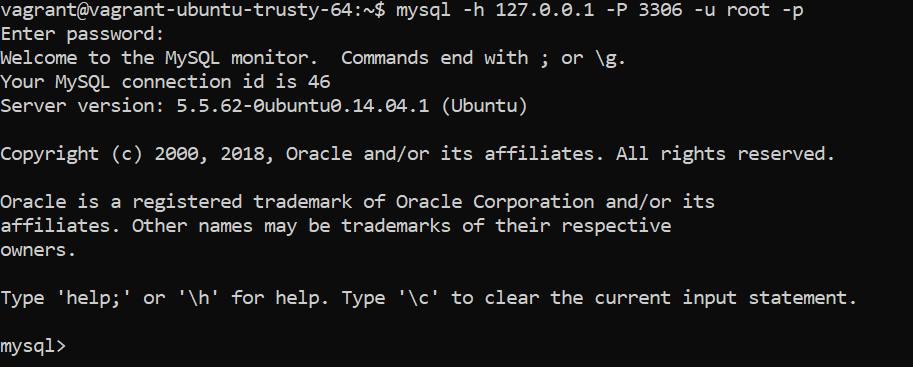 vagrant@vagrant-ubuntu-trusty-64:~$ mysql -h 127.0.0.1 -P 3306 -u root -p
Enter password:
Welcome to the MySQL monitor.  Commands end with ; or \g.
Your MySQL connection id is 46
Server version: 5.5.62-0ubuntu0.14.04.1 (Ubuntu)

Copyright (c) 2000, 2018, Oracle and/or its affiliates. All rights reserved.

Oracle is a registered trademark of Oracle Corporation and/or its
affiliates. Other names may be trademarks of their respective
owners.

Type 'help;' or '\h' for help. Type '\c' to clear the current input statement.

mysql>